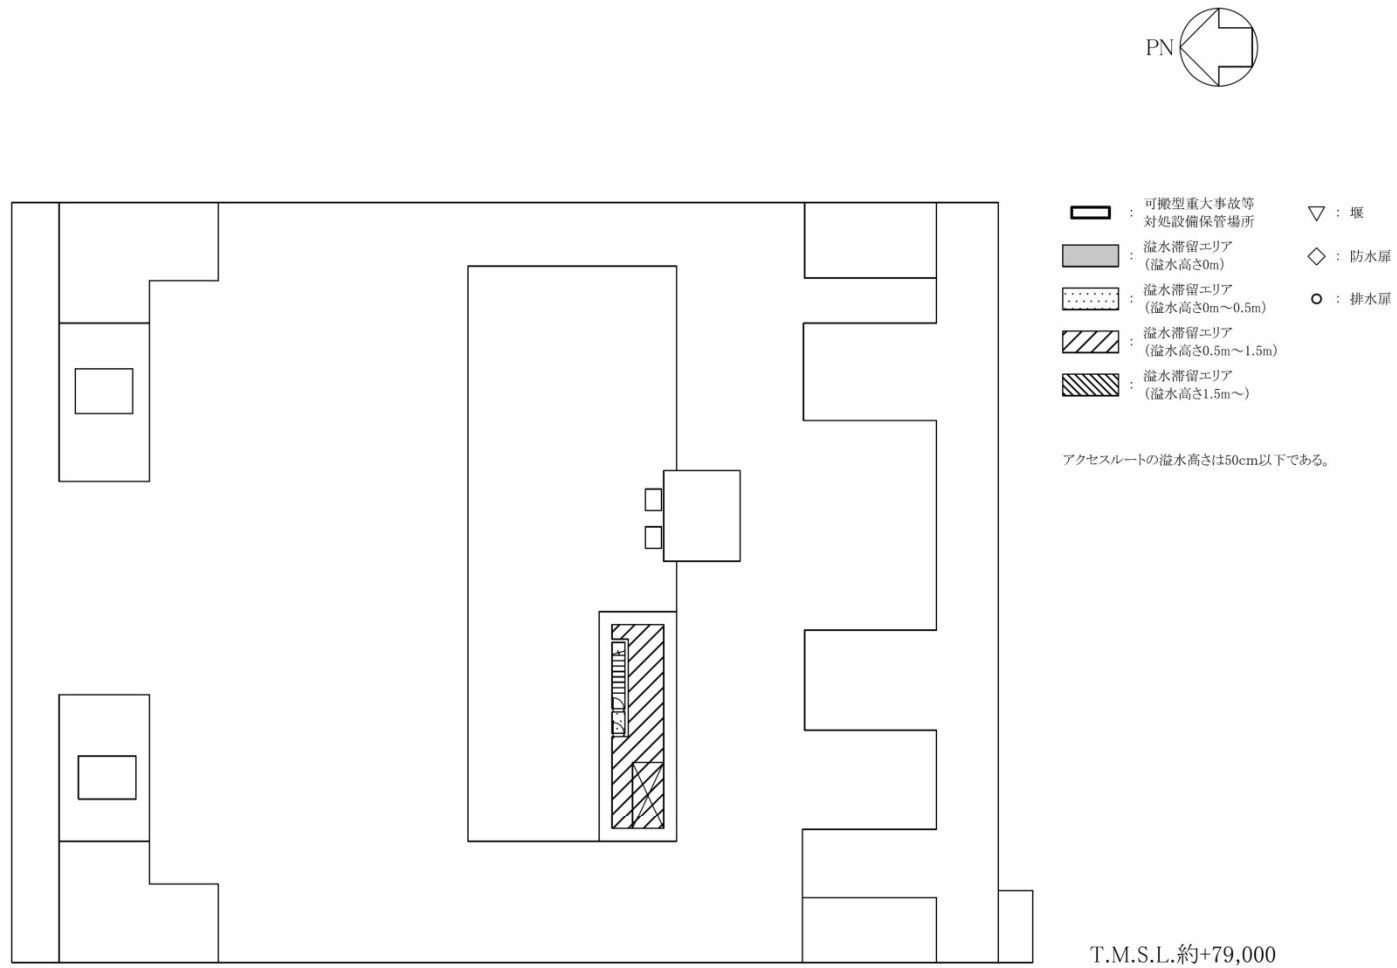 PN
: 可搬型重大事故等
対処設備保管場所
: 溢水滞留エリア
(溢水高さ0m)
: 溢水滞留エリア
(溢水高さ0m～0.5m)
: 溢水滞留エリア
(溢水高さ0.5m～1.5m)
: 溢水滞留エリア
(溢水高さ1.5m～)
: 堰
: 防水扉
: 排水扉
アクセスルートの溢水高さは50cm以下である。
T.M.S.L.約+79,000